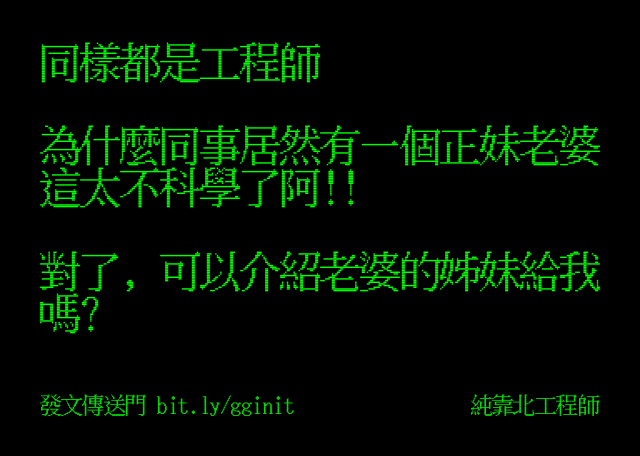 同樣都是工程師
為什麼同事居然有一個正妹老婆
這太不科學了阿!!
對了，可以介紹老婆的姊妹給我
嗎?
發文傳送門 bit.ly/gginit
純靠北工程師